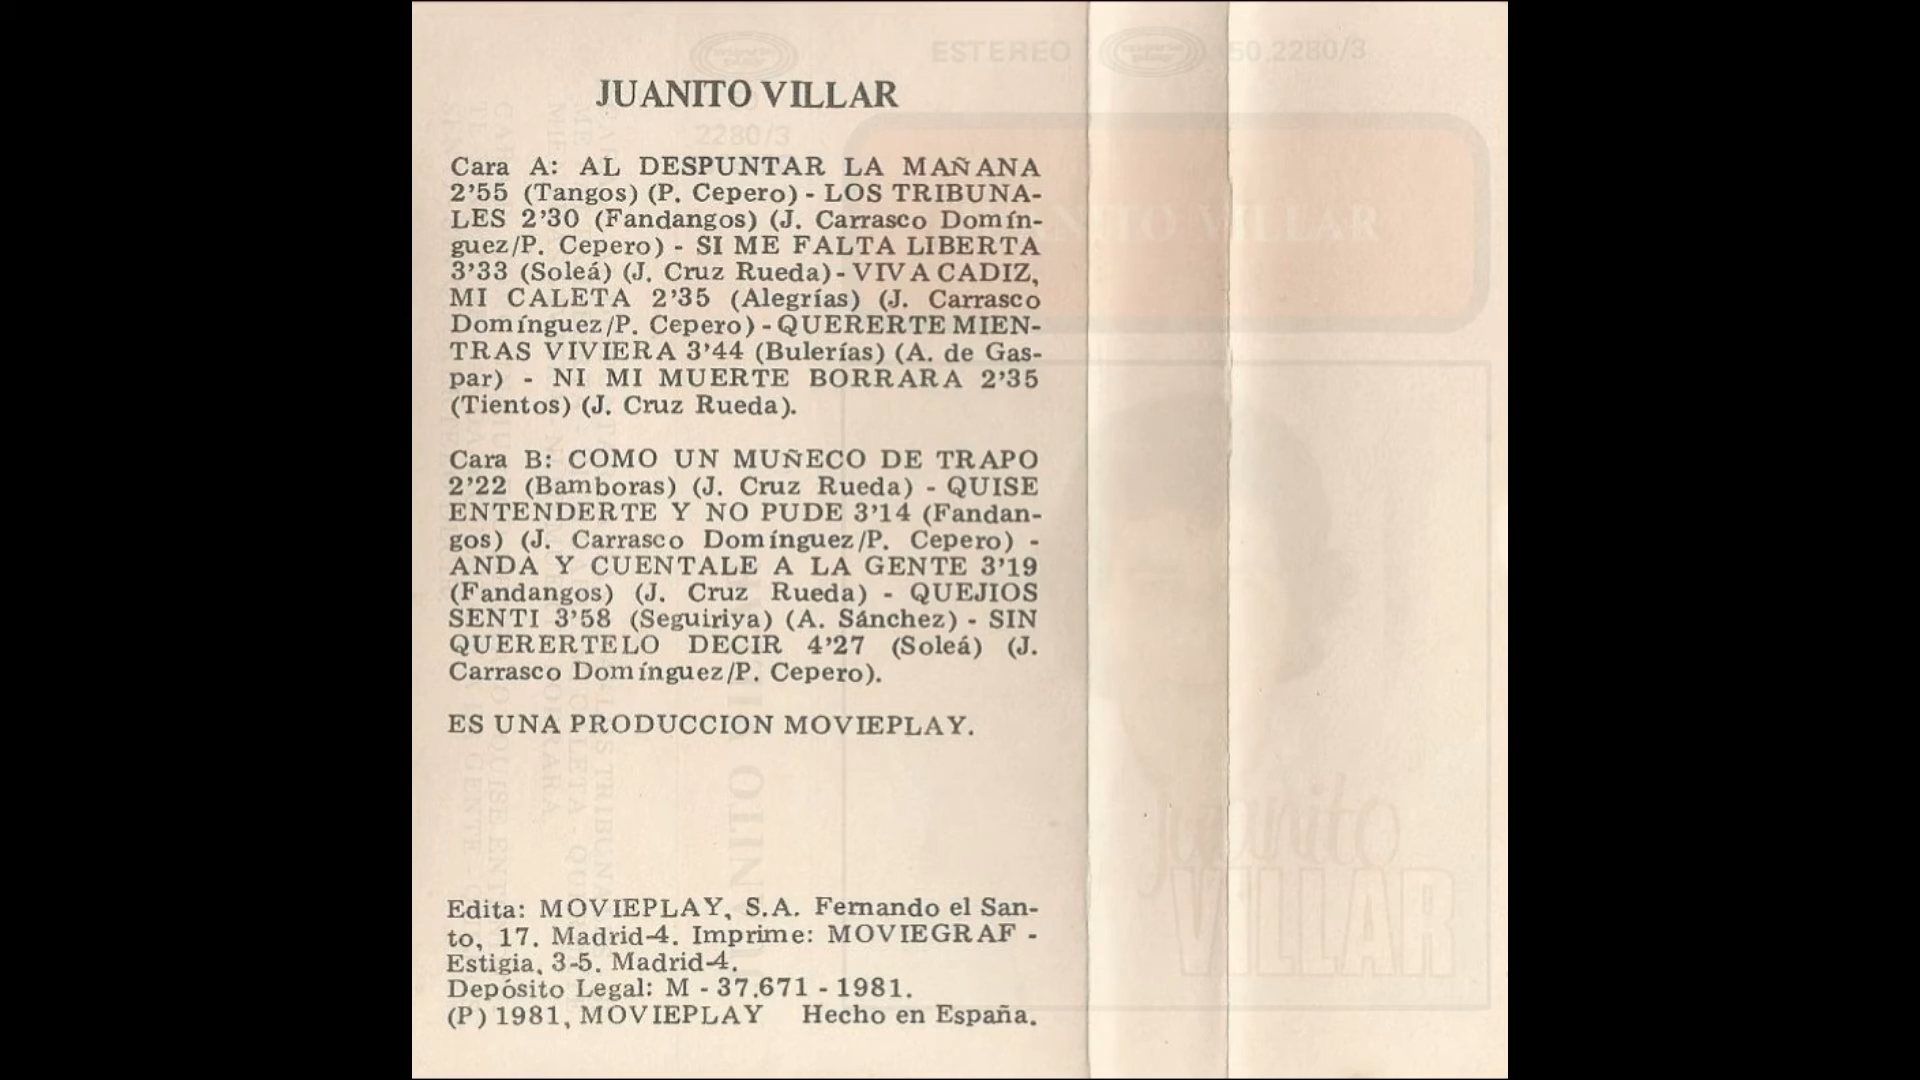 ESTEREO
50.2280/3
JUANITO VILLAR
2280/3
Cara A: AL DESPUNTAR LA MAÑANA
2'55 (Tangos) (P. Cepero) - LOS TRIBUNA-
LES 2'30 (Fandangos) (J. Carrasco Domín-
guez/P. Cepero) - SI ME FALTA LIBERTA
3'33 (Soleá) (J. Cruz Rueda) - VIVA CADIZ,
MI CALETA 2'35 (Alegrías) (J. Carrasco
Domínguez/P. Cepero) - QUERERTE MIEN-
TRAS VIVIERA 3'44 (Bulerías) (A. de Gas-
par) - NI MI MUERTE BORRARA 2'35
(Tientos) (J. Cruz Rueda).
Cara B: COMO UN MUÑECO DE TRAPO
2'22 (Bamboras) (J. Cruz Rueda) - QUISE
ENTENDERTE Y NO PUDE 3'14 (Fandan-
gos) (J. Carrasco Domínguez/P. Cepero) -
ANDA Y CUENTALE A LA GENTE 3'19
(Fandangos) (J. Cruz Rueda) - QUEJIOS
SENTI 3'58 (Seguiriya) (A. Sánchez) - SIN
QUERERTELO DECIR 4'27 (Soleá) (J.
Carrasco Domínguez/P. Cepero).
ES UNA PRODUCCION MOVIEPLAY.
Edita: MOVIEPLAY, S.A. Fernando el San-
to, 17. Madrid-4. Imprime: MOVIEGRAF -
Estigia, 3-5. Madrid-4.
Depósito Legal: M - 37.671 - 1981.
(P) 1981, MOVIEPLAY Hecho en España.
VILLAR
juanito
VILLAR